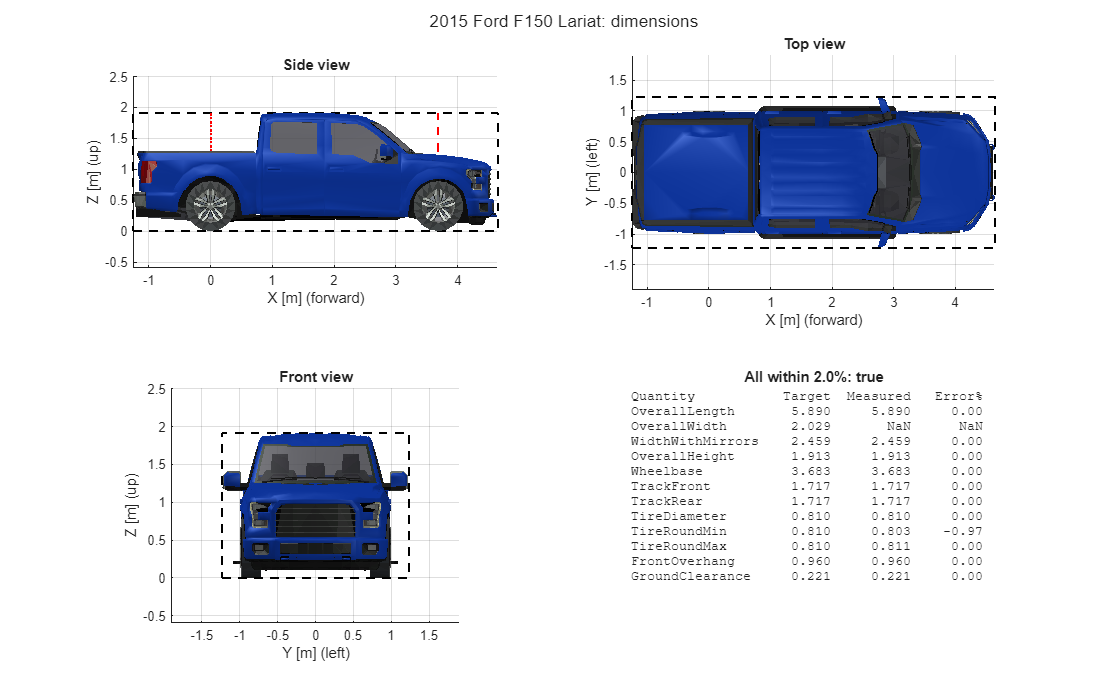 2015 Ford F150 Lariat: dimensions
Side view
2.5
2
1.5
1
0.5
0
-0.5
Z [m] (up)
-1 0 1 2 3 4
X [m] (forward)
Top view
1.5
1
0.5
0
-0.5
-1
-1.5
Y [m] (left)
-1 0 1 2 3 4
X [m] (forward)
Front view
2.5
2
1.5
1
0.5
0
-0.5
Z [m] (up)
-1.5 -1 -0.5 0 0.5 1 1.5
Y [m] (left)
All within 2.0%: true
Quantity Target Measured Error%
OverallLength 5.890 5.890 0.00
OverallWidth 2.029 NaN NaN
WidthWithMirrors 2.459 2.459 0.00
OverallHeight 1.913 1.913 0.00
Wheelbase 3.683 3.683 0.00
TrackFront 1.717 1.717 0.00
TrackRear 1.717 1.717 0.00
TireDiameter 0.810 0.810 0.00
TireRoundMin 0.810 0.803 -0.97
TireRoundMax 0.810 0.811 0.00
FrontOverhang 0.960 0.960 0.00
GroundClearance 0.221 0.221 0.00